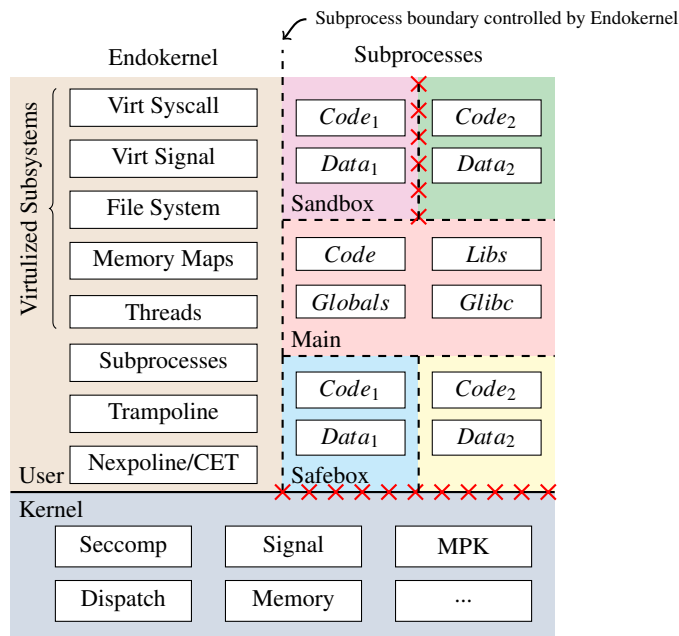 Subprocess boundary controlled by Endokernel
Endokernel
Subprocesses
Virtulized Subsystems
Virt Syscall
Virt Signal
File System
Memory Maps
Threads
Subprocesses
Trampoline
Nexpoline/CET
User
Code₁
Code₂
Data₁
Data₂
Sandbox
Code
Libs
Globals
Glibc
Main
Code₁
Code₂
Data₁
Data₂
Safebox
Kernel
Seccomp
Signal
MPK
Dispatch
Memory
...